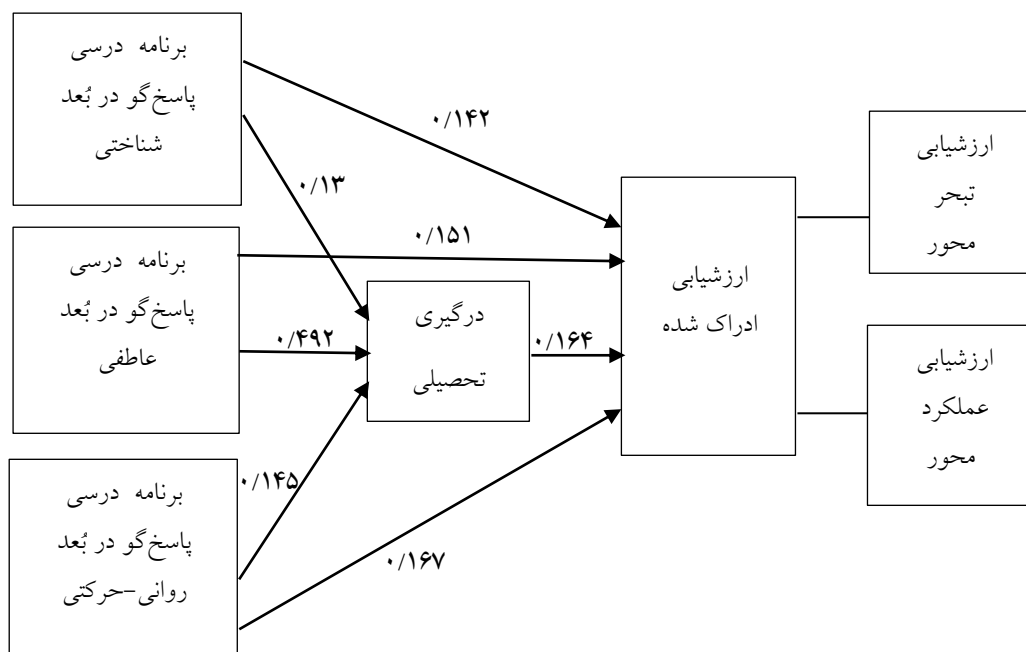 برنامه درسی
پاسخ‌گو در بُعد
شناختی
۰/۱۴۲
۰/۱۳
برنامه درسی
پاسخ‌گو در بُعد
عاطفی
۰/۱۵۱
۰/۴۹۲
درگیری
تحصیلی
۰/۱۶۴
ارزشیابی
ادراک شده
ارزشیابی
تبحر
محور
ارزشیابی
عملکرد
محور
برنامه درسی
پاسخ‌گو در بُعد
روانی-حرکتی
۰/۱۴۵
۰/۱۶۷